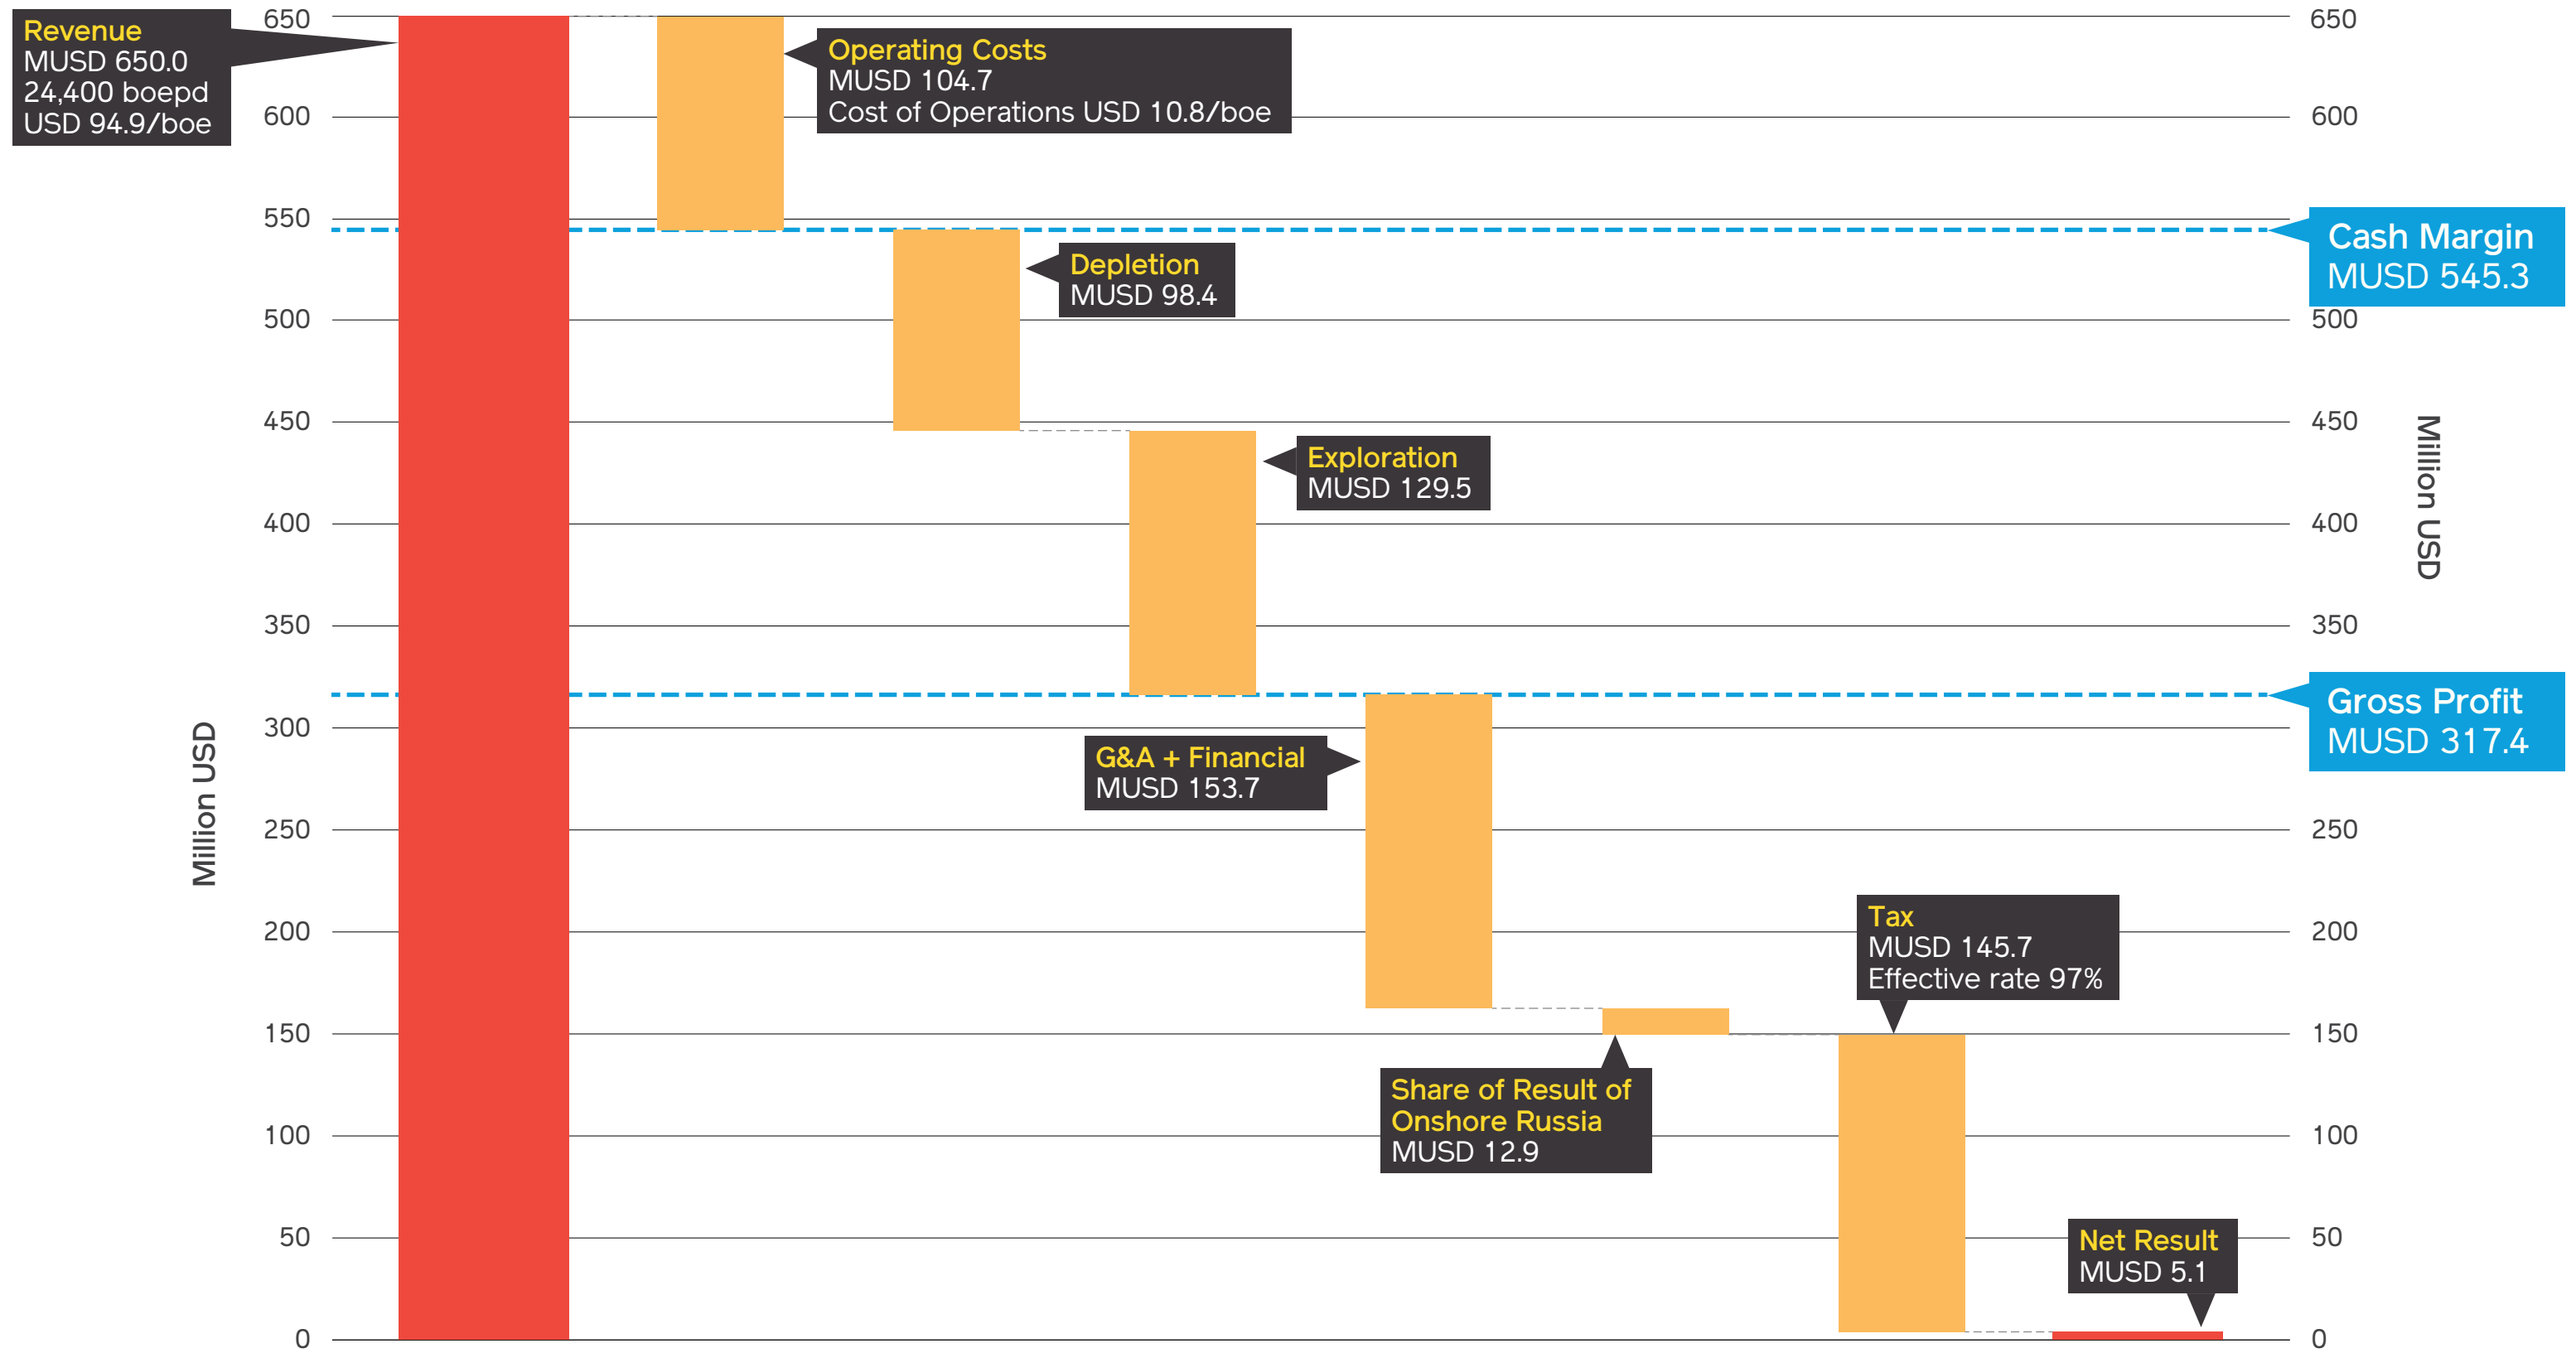 Revenue
MUSD 650.0
24,400 boepd
USD 94.9/boe
Operating Costs
MUSD 104.7
Cost of Operations USD 10.8/boe
Cash Margin
MUSD 545.3
Depletion
MUSD 98.4
Exploration
MUSD 129.5
Gross Profit
MUSD 317.4
G&A + Financial
MUSD 153.7
Tax
MUSD 145.7
Effective rate 97%
Share of Result of
Onshore Russia
MUSD 12.9
Net Result
MUSD 5.1
Million USD
650
600
550
500
450
400
350
300
250
200
150
100
50
0
650
600
500
450
400
350
250
200
150
100
50
0
Million USD